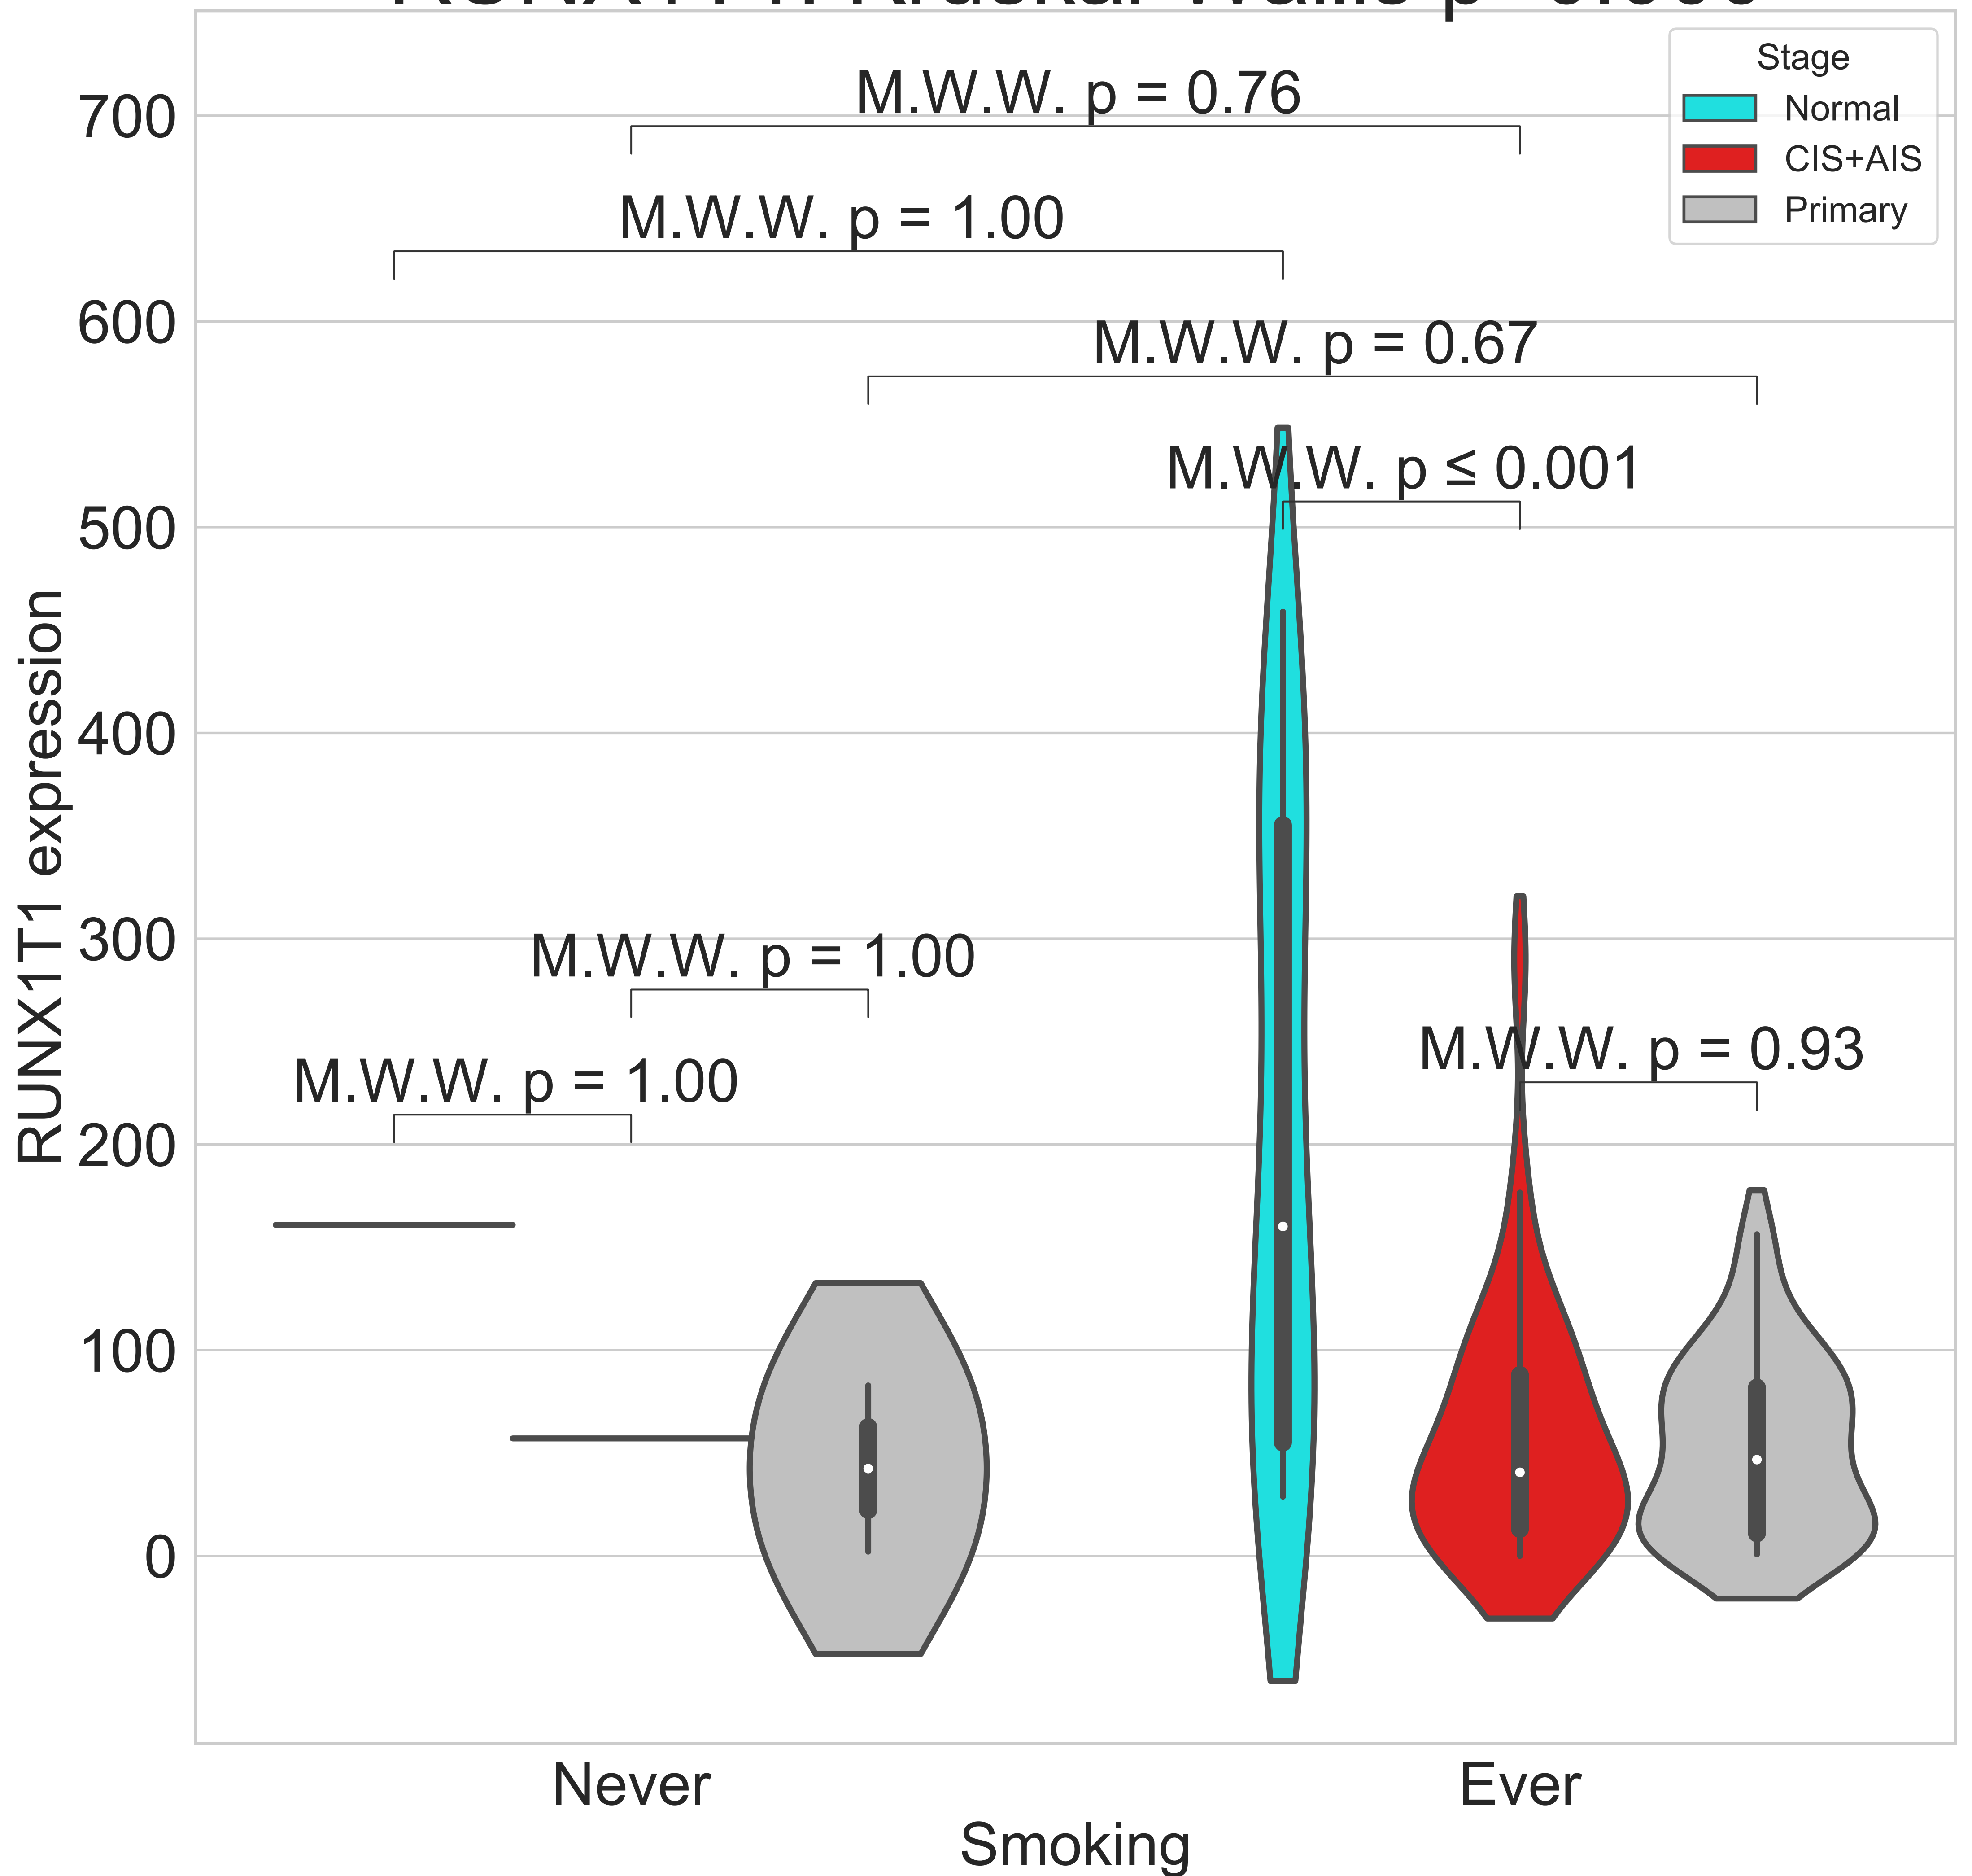 Stage
Normal
CIS+AIS
Primary
M.W.W. p = 0.76
M.W.W. p = 1.00
M.W.W. p = 0.67
M.W.W. p ≤ 0.001
M.W.W. p = 1.00
M.W.W. p = 0.93
M.W.W. p = 1.00
700
600
500
400
300
200
100
0
RUNX1T1 expression
Never
Ever
Smoking